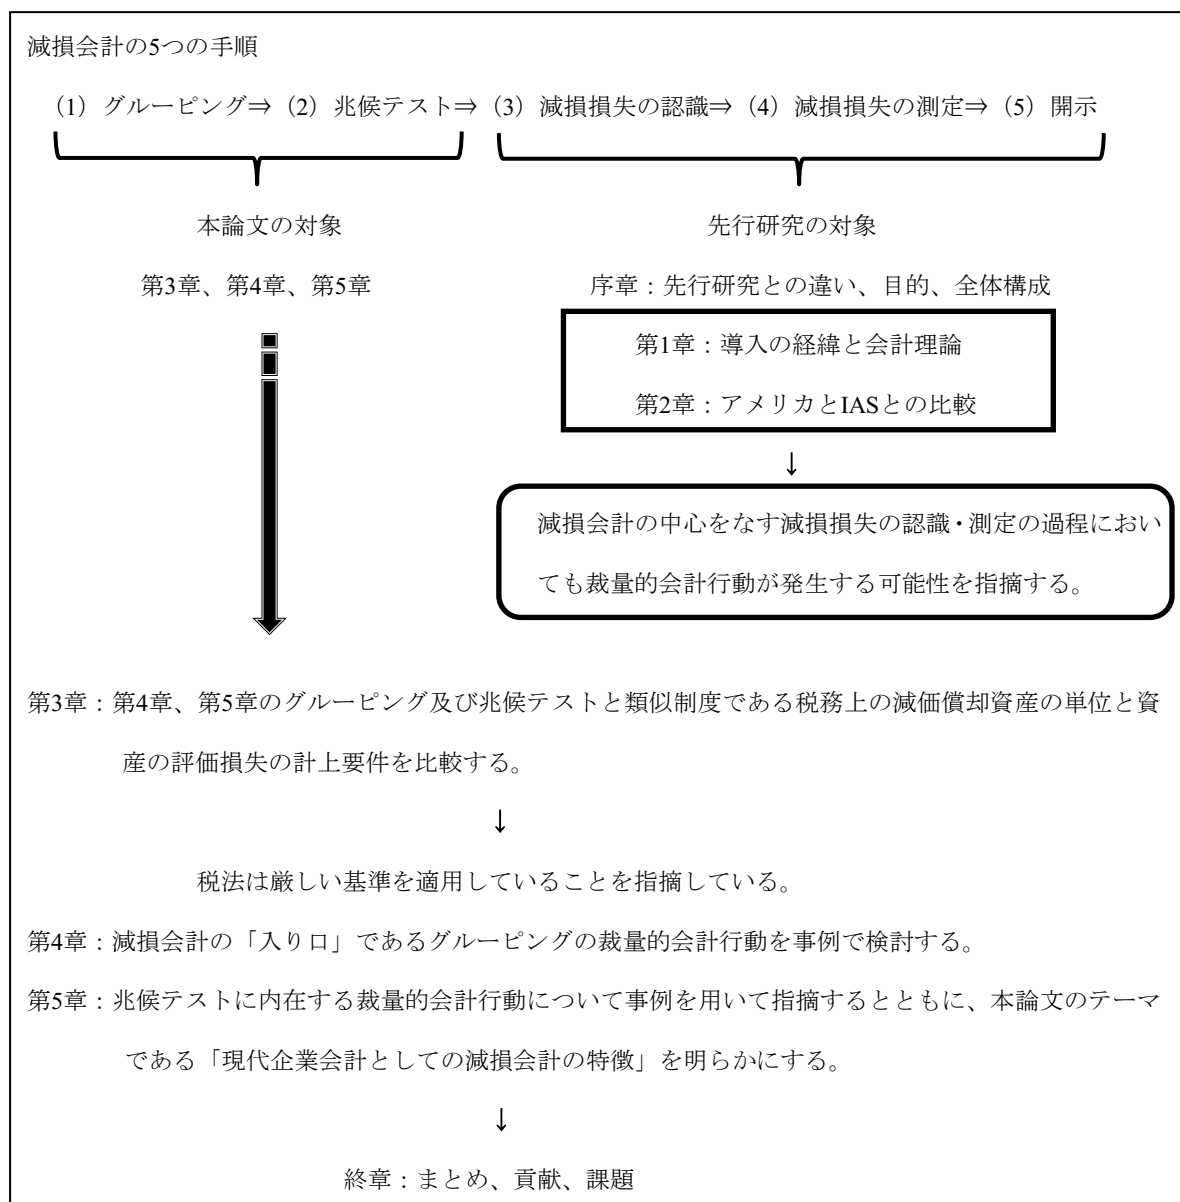 減損会計の5つの手順
（1）グルーピング⇒（2）兆候テスト⇒（3）減損損失の認識⇒（4）減損損失の測定⇒（5）開示
本論文の対象
先行研究の対象
第3章、第4章、第5章
序章：先行研究との違い、目的、全体構成
第1章：導入の経緯と会計理論
第2章：アメリカとIASとの比較
↓
減損会計の中心をなす減損損失の認識・測定の過程におい
ても裁量的会計行動が発生する可能性を指摘する。
第3章：第4章、第5章のグルーピング及び兆候テストと類似制度である税務上の減価償却資産の単位と資
産の評価損失の計上要件を比較する。
↓
税法は厳しい基準を適用していることを指摘している。
第4章：減損会計の「入り口」であるグルーピングの裁量的会計行動を事例で検討する。
第5章：兆候テストに内在する裁量的会計行動について事例を用いて指摘するとともに、本論文のテーマ
である「現代企業会計としての減損会計の特徴」を明らかにする。
↓
終章：まとめ、貢献、課題